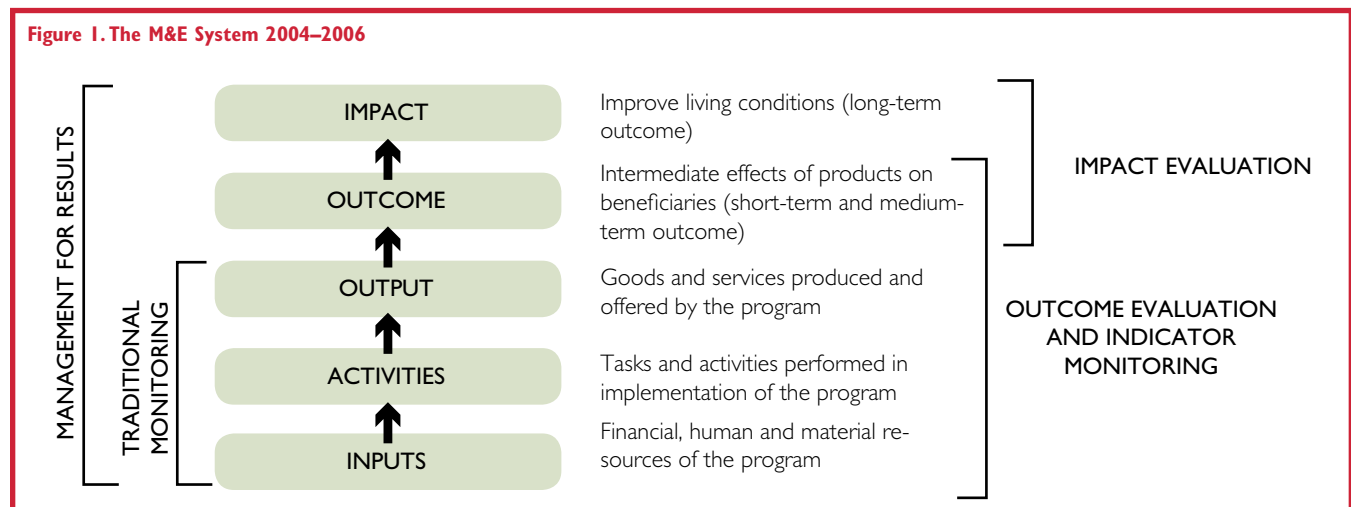 Figure 1. The M&E System 2004–2006
MANAGEMENT FOR RESULTS
TRADITIONAL
MONITORING
IMPACT
Improve living conditions (long-term
outcome)
OUTCOME
Intermediate effects of products on
beneficiaries (short-term and medium-
term outcome)
OUTPUT
Goods and services produced and
offered by the program
ACTIVITIES
Tasks and activities performed in
implementation of the program
INPUTS
Financial, human and material re-
sources of the program
IMPACT EVALUATION
OUTCOME EVALUATION
AND INDICATOR
MONITORING